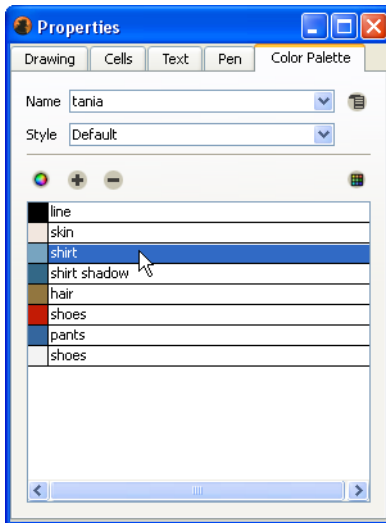 Properties
Drawing Cells Text Pen Color Palette
Name tania
Style Default
line
skin
shirt
shirt shadow
hair
shoes
pants
shoes